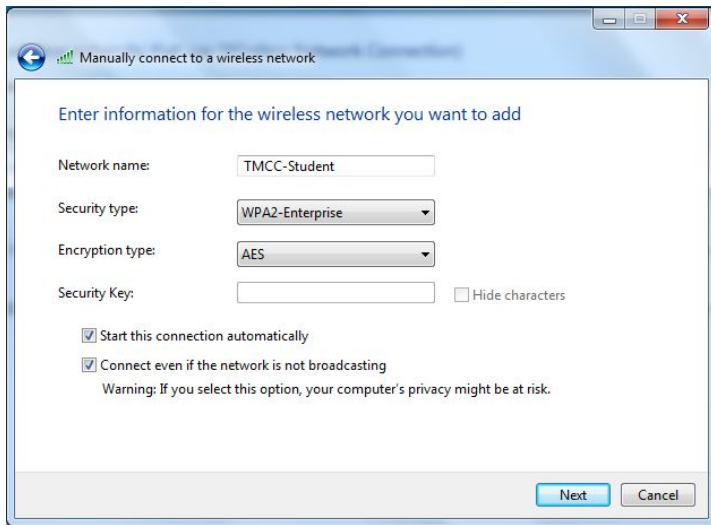 Manually connect to a wireless network
Enter information for the wireless network you want to add
Network name: TMCC-Student
Security type: WPA2-Enterprise
Encryption type: AES
Security Key: Hide characters
Start this connection automatically
Connect even if the network is not broadcasting
Warning: If you select this option, your computer's privacy might be at risk.
Next Cancel